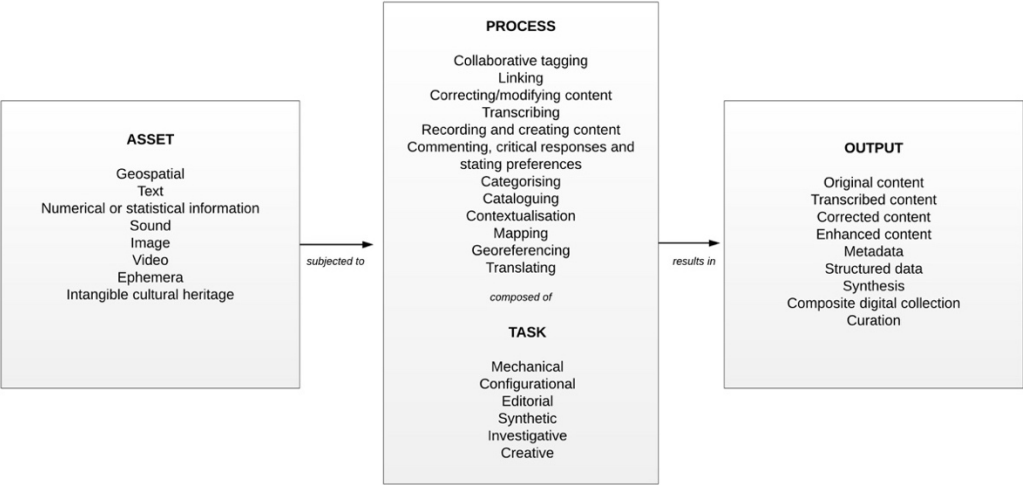 ASSET
Geospatial
Text
Numerical or statistical information
Sound
Image
Video
Ephemera
Intangible cultural heritage
subjected to
PROCESS
Collaborative tagging
Linking
Correcting/modifying content
Transcribing
Recording and creating content
Commenting, critical responses and
stating preferences
Categorising
Cataloguing
Contextualisation
Mapping
Georeferencing
Translating
composed of
TASK
Mechanical
Configurational
Editorial
Synthetic
Investigative
Creative
results in
OUTPUT
Original content
Transcribed content
Corrected content
Enhanced content
Metadata
Structured data
Synthesis
Composite digital collection
Curation